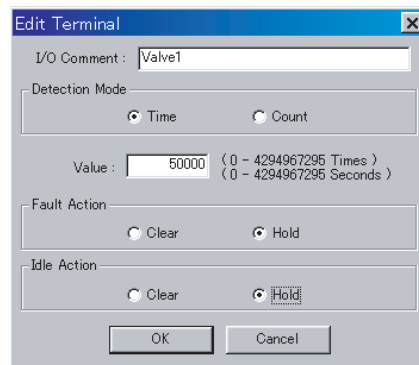 Edit Terminal
I/O Comment : Valve1
Detection Mode
Time Count
Value : 50000 ( 0 - 4294967295 Times )
( 0 - 4294967295 Seconds )
Fault Action
Clear Hold
Idle Action
Clear Hold
OK Cancel